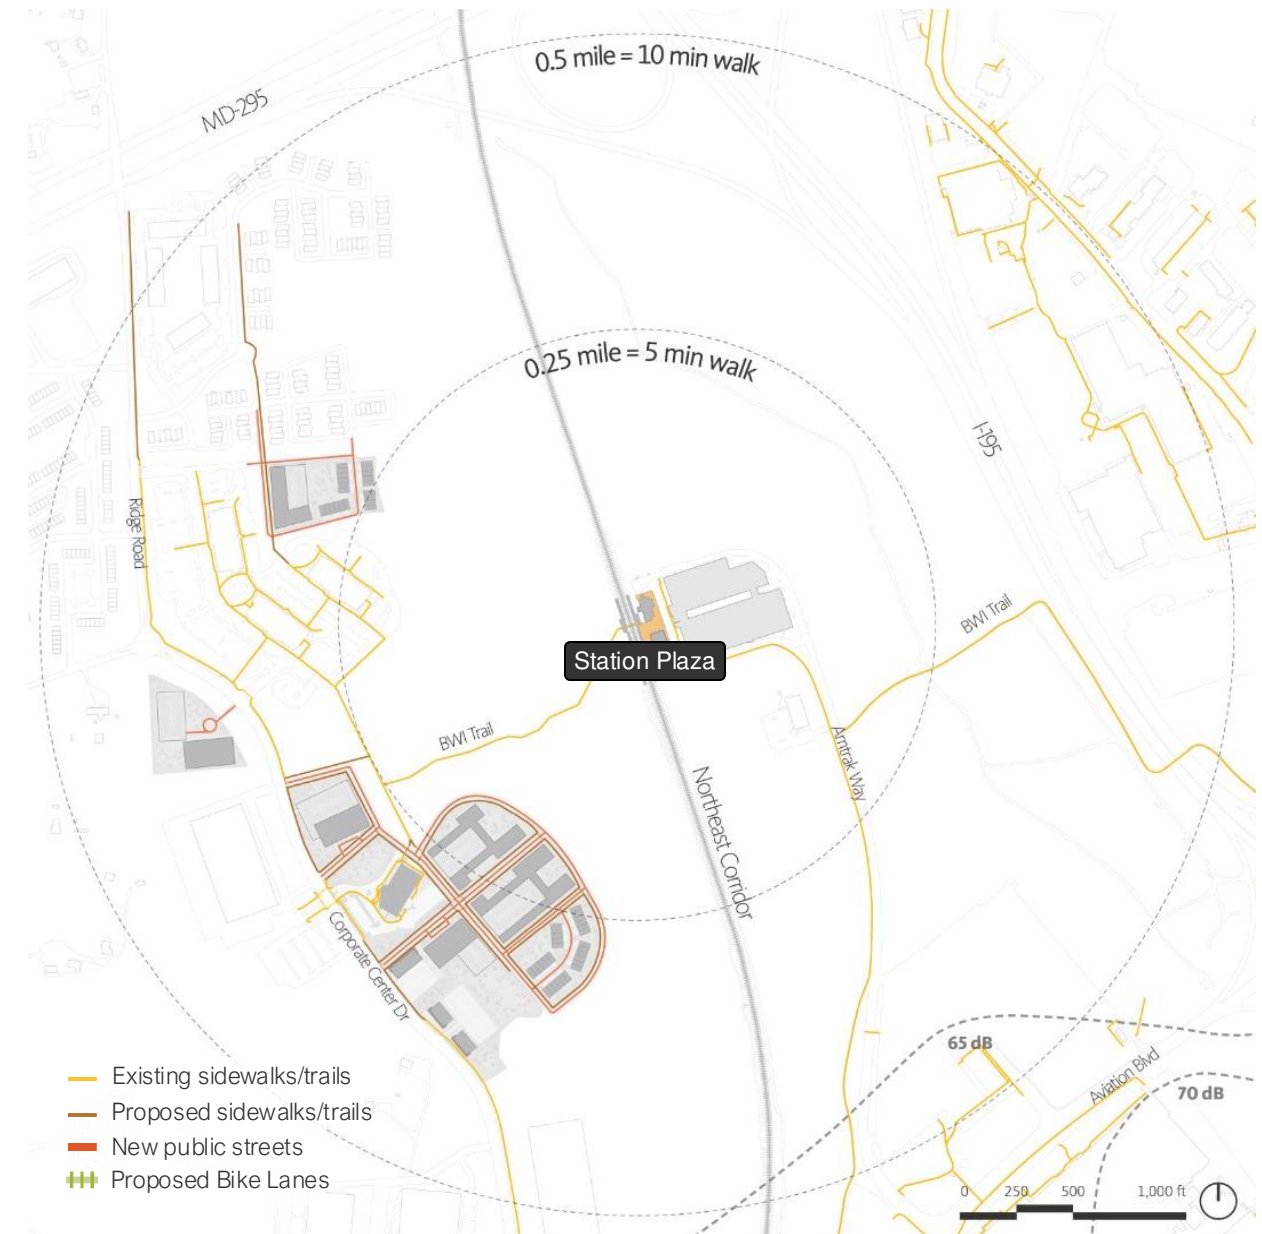 0.5 mile = 10 min walk
MD-295
0.25 mile = 5 min walk
I-195
Ridge Road
BWI Trail
Station Plaza
BWI Trail
Amtrak Way
Northeast Corridor
Corporate Center Dr
65 dB
Aviation Blvd
70 dB
Existing sidewalks/trails
Proposed sidewalks/trails
New public streets
Proposed Bike Lanes
0 250 500 1,000 ft